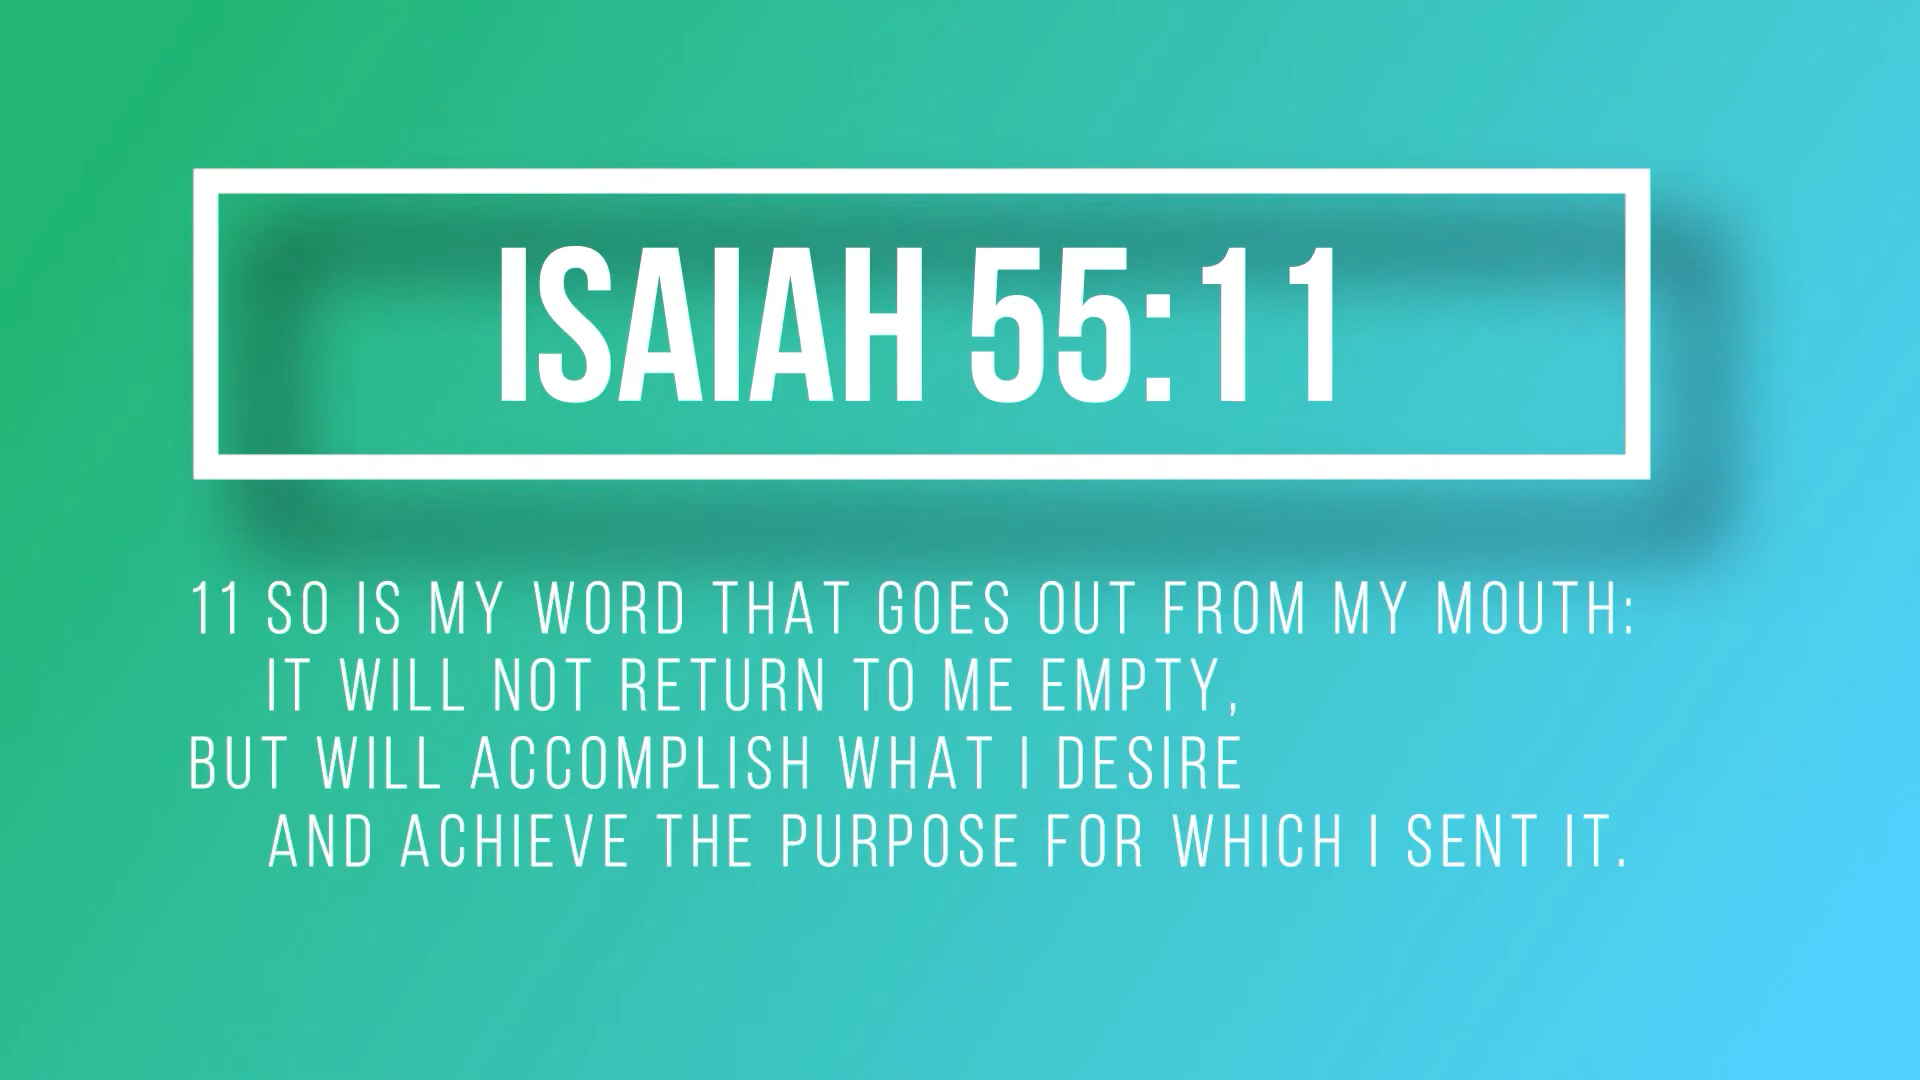 ISAIAH 55:11
11 SO IS MY WORD THAT GOES OUT FROM MY MOUTH:
IT WILL NOT RETURN TO ME EMPTY,
BUT WILL ACCOMPLISH WHAT I DESIRE
AND ACHIEVE THE PURPOSE FOR WHICH I SENT IT.